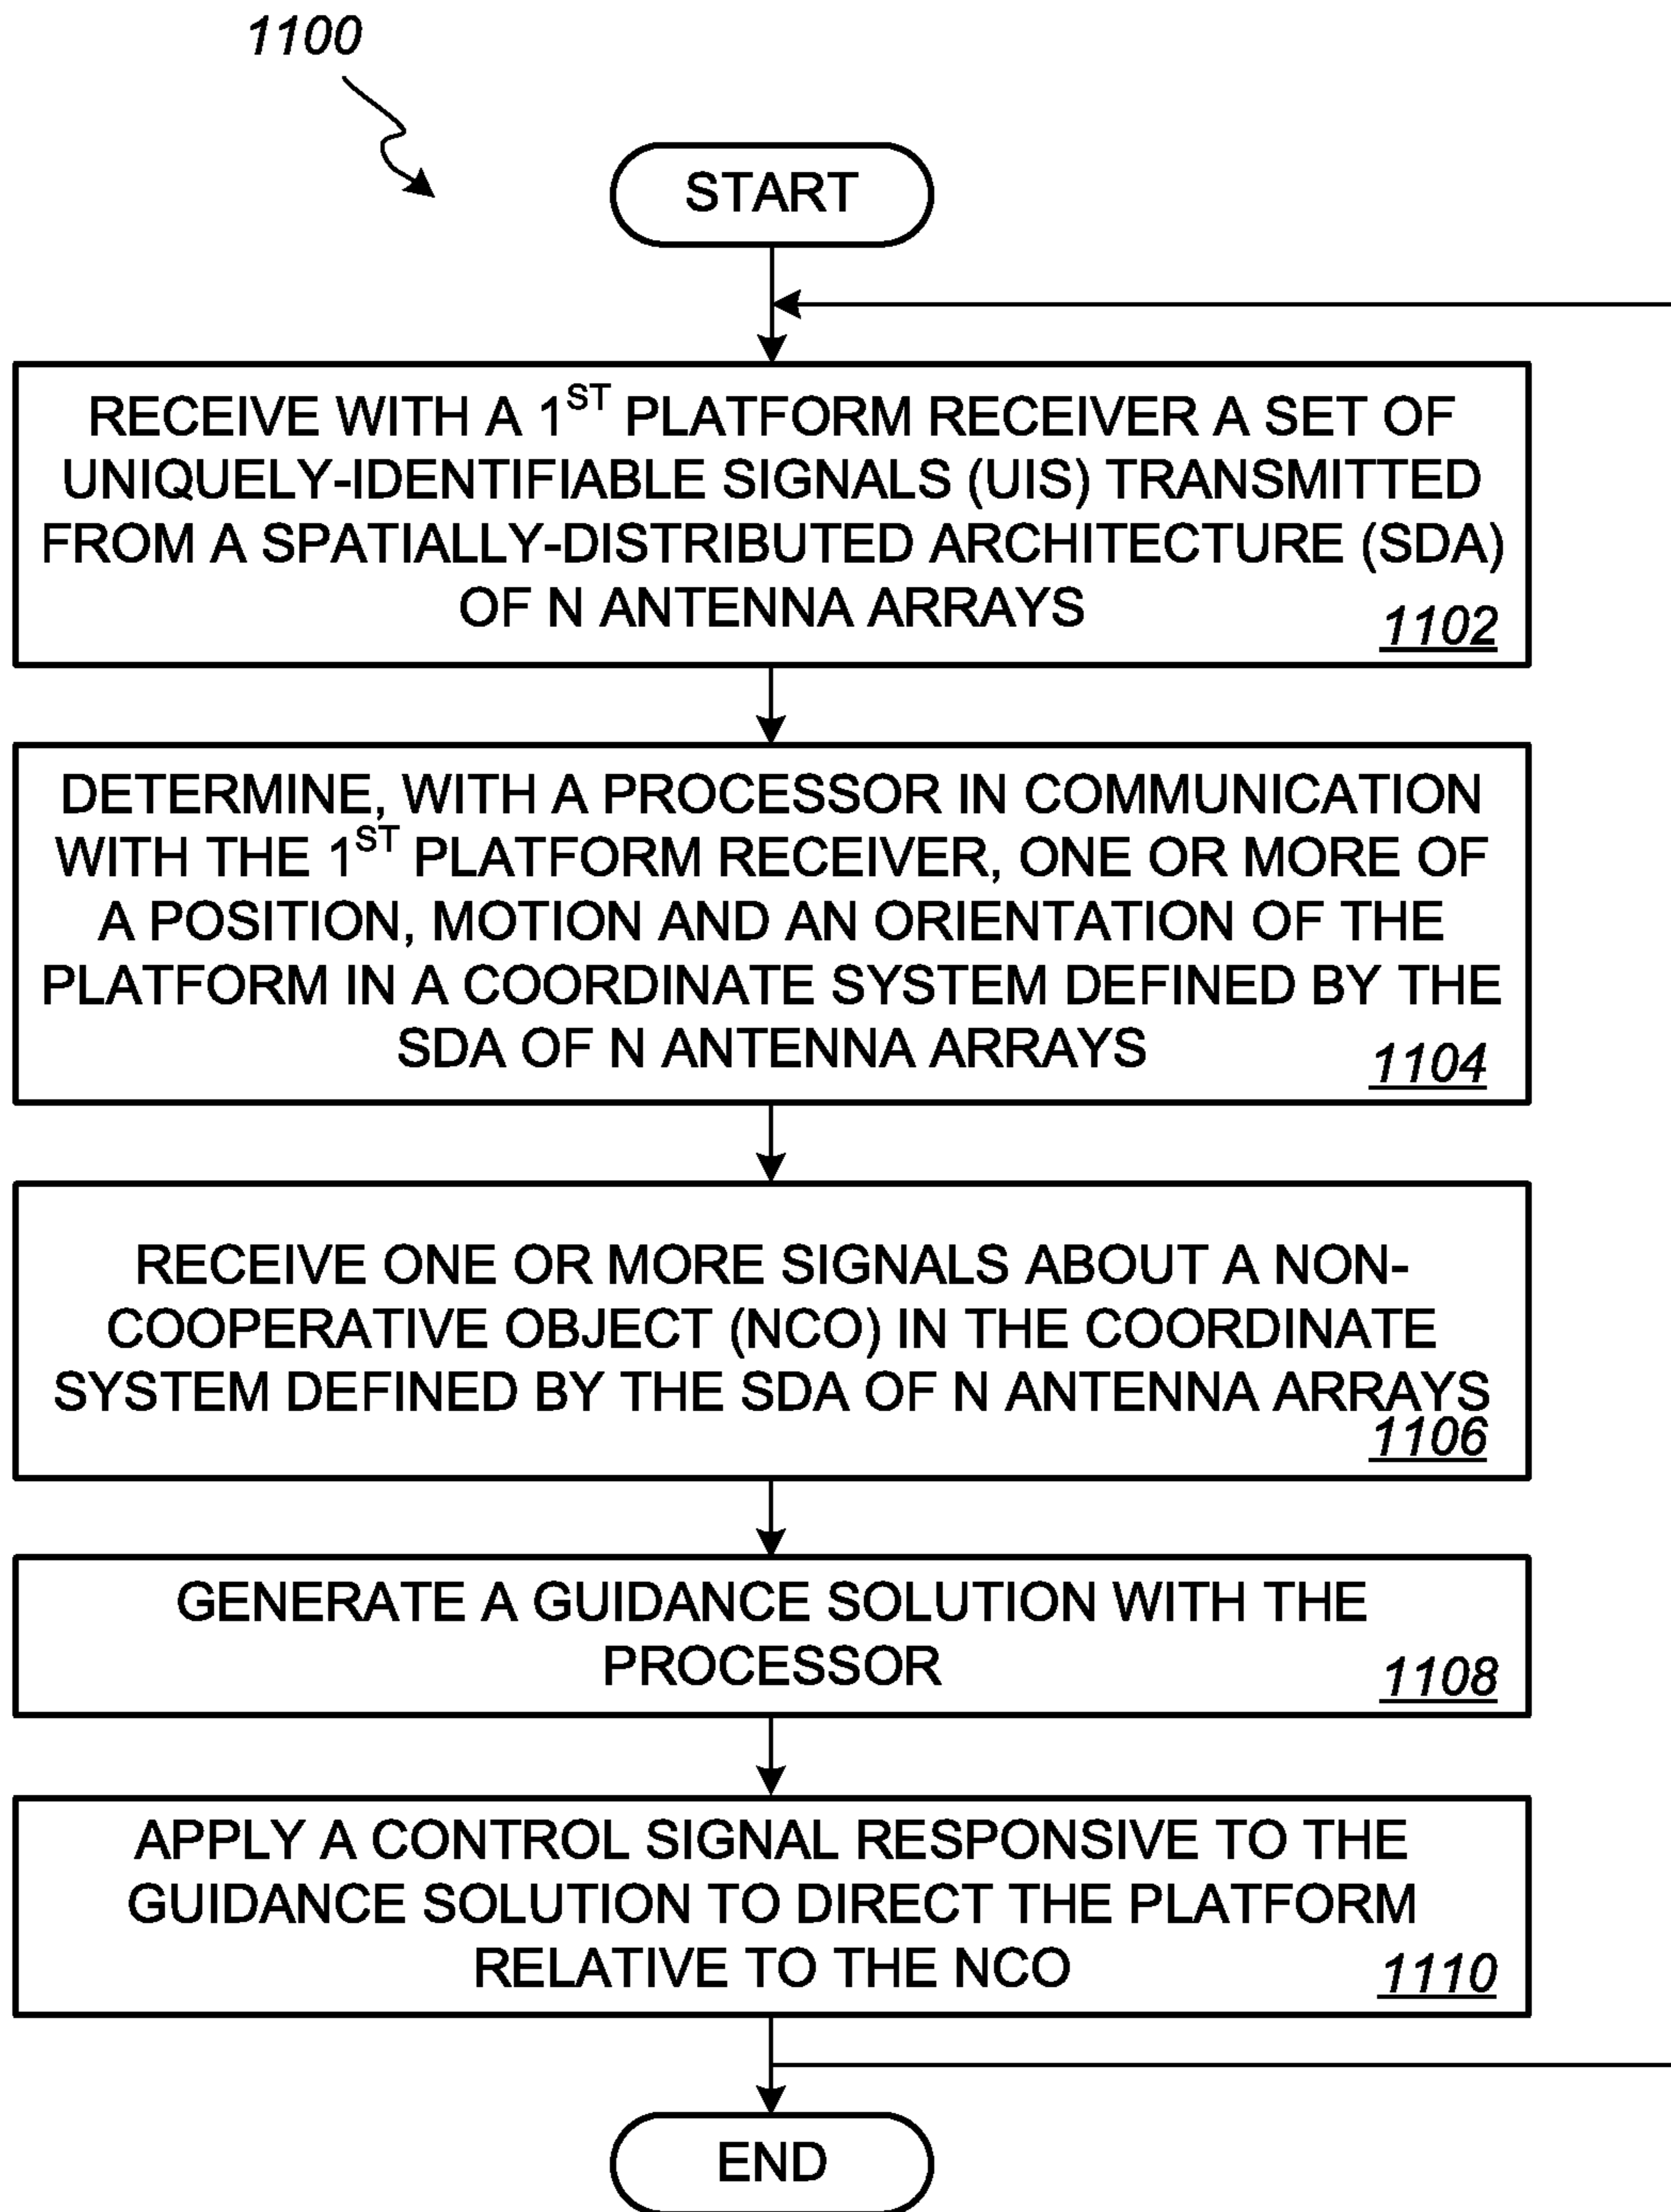 1100
START
RECEIVE WITH A 1ST PLATFORM RECEIVER A SET OF
UNIQUELY-IDENTIFIABLE SIGNALS (UIS) TRANSMITTED
FROM A SPATIALLY-DISTRIBUTED ARCHITECTURE (SDA)
OF N ANTENNA ARRAYS
1102
DETERMINE, WITH A PROCESSOR IN COMMUNICATION
WITH THE 1ST PLATFORM RECEIVER, ONE OR MORE OF
A POSITION, MOTION AND AN ORIENTATION OF THE
PLATFORM IN A COORDINATE SYSTEM DEFINED BY THE
SDA OF N ANTENNA ARRAYS
1104
RECEIVE ONE OR MORE SIGNALS ABOUT A NON-
COOPERATIVE OBJECT (NCO) IN THE COORDINATE
SYSTEM DEFINED BY THE SDA OF N ANTENNA ARRAYS
1106
GENERATE A GUIDANCE SOLUTION WITH THE
PROCESSOR
1108
APPLY A CONTROL SIGNAL RESPONSIVE TO THE
GUIDANCE SOLUTION TO DIRECT THE PLATFORM
RELATIVE TO THE NCO
1110
END